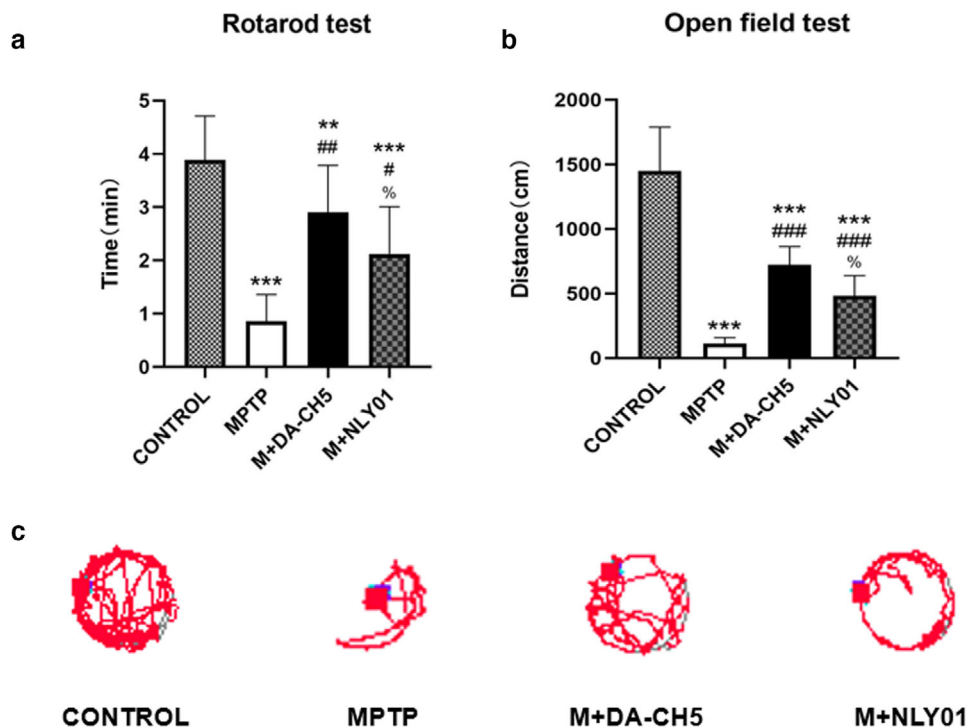 a
Rotarod test
Time（min）
5
4
3
2
1
0
***
**
##
***
#
%
CONTROL
MPTP
M+DA-CH5
M+NLY01
b
Open field test
Distance（cm）
2000
1500
1000
500
0
***
***
###
***
###
%
CONTROL
MPTP
M+DA-CH5
M+NLY01
c
CONTROL
MPTP
M+DA-CH5
M+NLY01